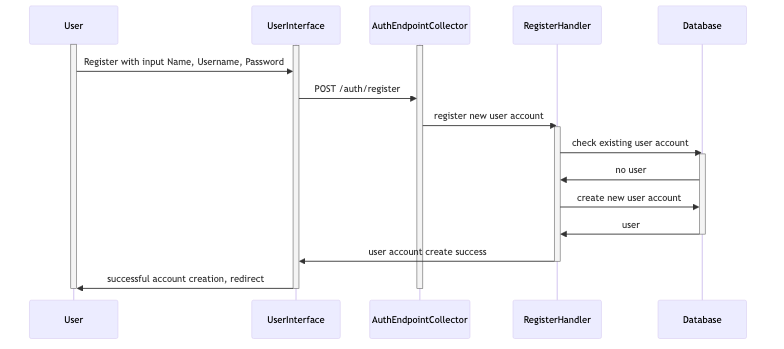 User
UserInterface
AuthEndpointCollector
RegisterHandler
Database
Register with input Name, Username, Password
POST /auth/register
register new user account
check existing user account
no user
create new user account
user
user account create success
successful account creation, redirect
User
UserInterface
AuthEndpointCollector
RegisterHandler
Database